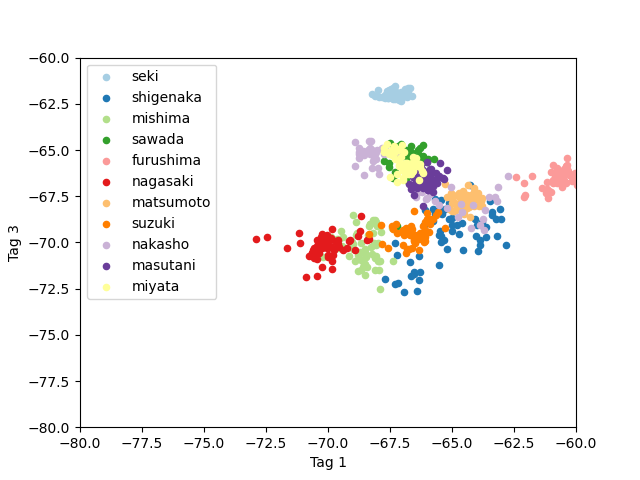 −60.0
−62.5
−65.0
−67.5
−70.0
−72.5
−75.0
−77.5
−80.0
Tag 3
seki
shigenaka
mishima
sawada
furushima
nagasaki
matsumoto
suzuki
nakasho
masutani
miyata
−80.0 −77.5 −75.0 −72.5 −70.0 −67.5 −65.0 −62.5 −60.0
Tag 1